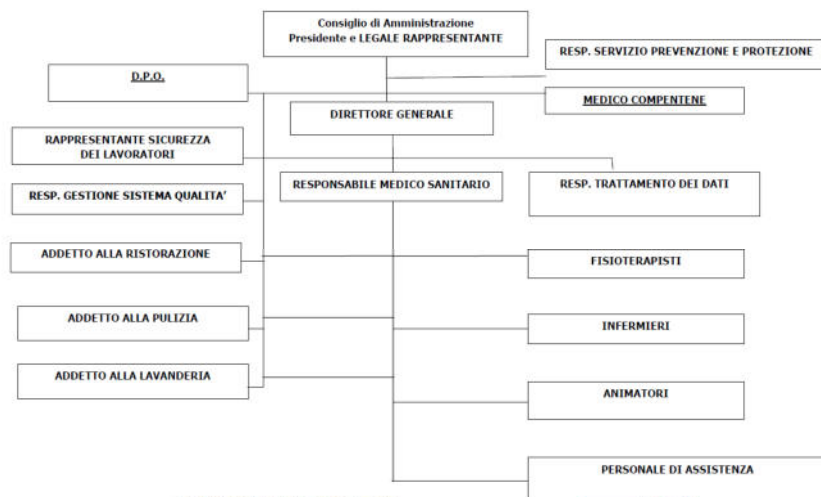 Consiglio di Amministrazione
Presidente e LEGALE RAPPRESENTANTE
RESP. SERVIZIO PREVENZIONE E PROTEZIONE
D.P.O.
MEDICO COMPENTENE
DIRETTORE GENERALE
RAPPRESENTANTE SICUREZZA
DEI LAVORATORI
RESPONSABILE MEDICO SANITARIO
RESP. TRATTAMENTO DEI DATI
RESP. GESTIONE SISTEMA QUALITA'
ADDETTO ALLA RISTORAZIONE
FISIOTERAPISTI
ADDETTO ALLA PULIZIA
INFERMIERI
ADDETTO ALLA LAVANDERIA
ANIMATORI
PERSONALE DI ASSISTENZA